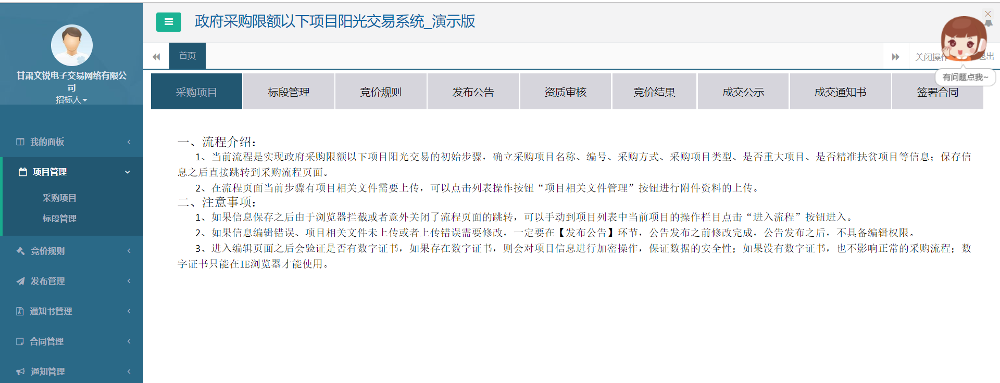 政府采购限额以下项目阳光交易系统_演示版
甘肃文锐电子交易网络有限公
司
招标人
首页
关闭操作
退出
有问题点我~
采购项目
标段管理
竞价规则
发布公告
资质审核
竞价结果
成交公示
成交通知书
签署合同
我的面板
项目管理
采购项目
标段管理
竞价规则
发布管理
通知书管理
合同管理
通知管理
一、流程介绍：
1、当前流程是实现政府采购限额以下项目阳光交易的初始步骤，确立采购项目名称、编号、采购方式、采购项目类型、是否重大项目、是否精准扶贫项目等信息；保存信
息之后直接跳转到采购流程页面。
2、在流程页面当前步骤有项目相关文件需要上传，可以点击列表操作按钮“项目相关文件管理”按钮进行附件资料的上传。
二、注意事项：
1、如果信息保存之后由于浏览器拦截或者意外关闭了流程页面的跳转，可以手动到项目列表中当前项目的操作栏目点击“进入流程”按钮进入。
2、如果信息编辑错误、项目相关文件未上传或者上传错误需要修改，一定要在【发布公告】环节，公告发布之前修改完成，公告发布之后，不具备编辑权限。
3、进入编辑页面之后会验证是否有数字证书，如果存在数字证书，则会对项目信息进行加密操作，保证数据的安全性；如果没有数字证书，也不影响正常的采购流程；数
字证书只能在IE浏览器才能使用。